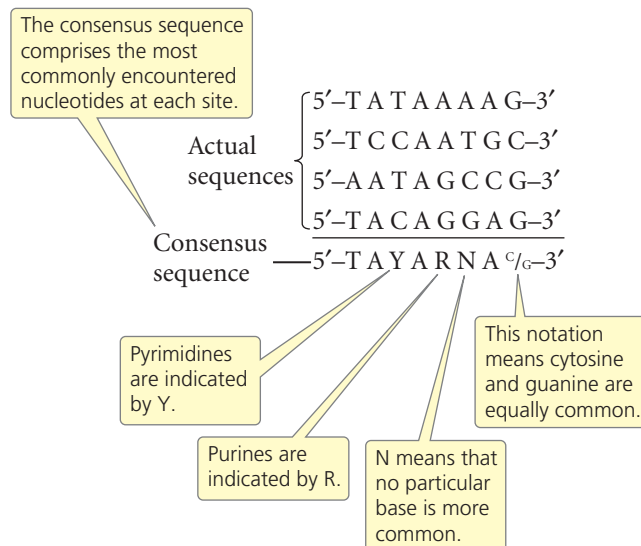 The consensus sequence
comprises the most
commonly encountered
nucleotides at each site.
Actual
sequences
5′–T A T A A A A G–3′
5′–T C C A A T G C–3′
5′–A A T A G C C G–3′
5′–T A C A G G A G–3′
Consensus
sequence
5′–T A Y A R N A C/G–3′
Pyrimidines
are indicated
by Y.
Purines are
indicated by R.
N means that
no particular
base is more
common.
This notation
means cytosine
and guanine are
equally common.